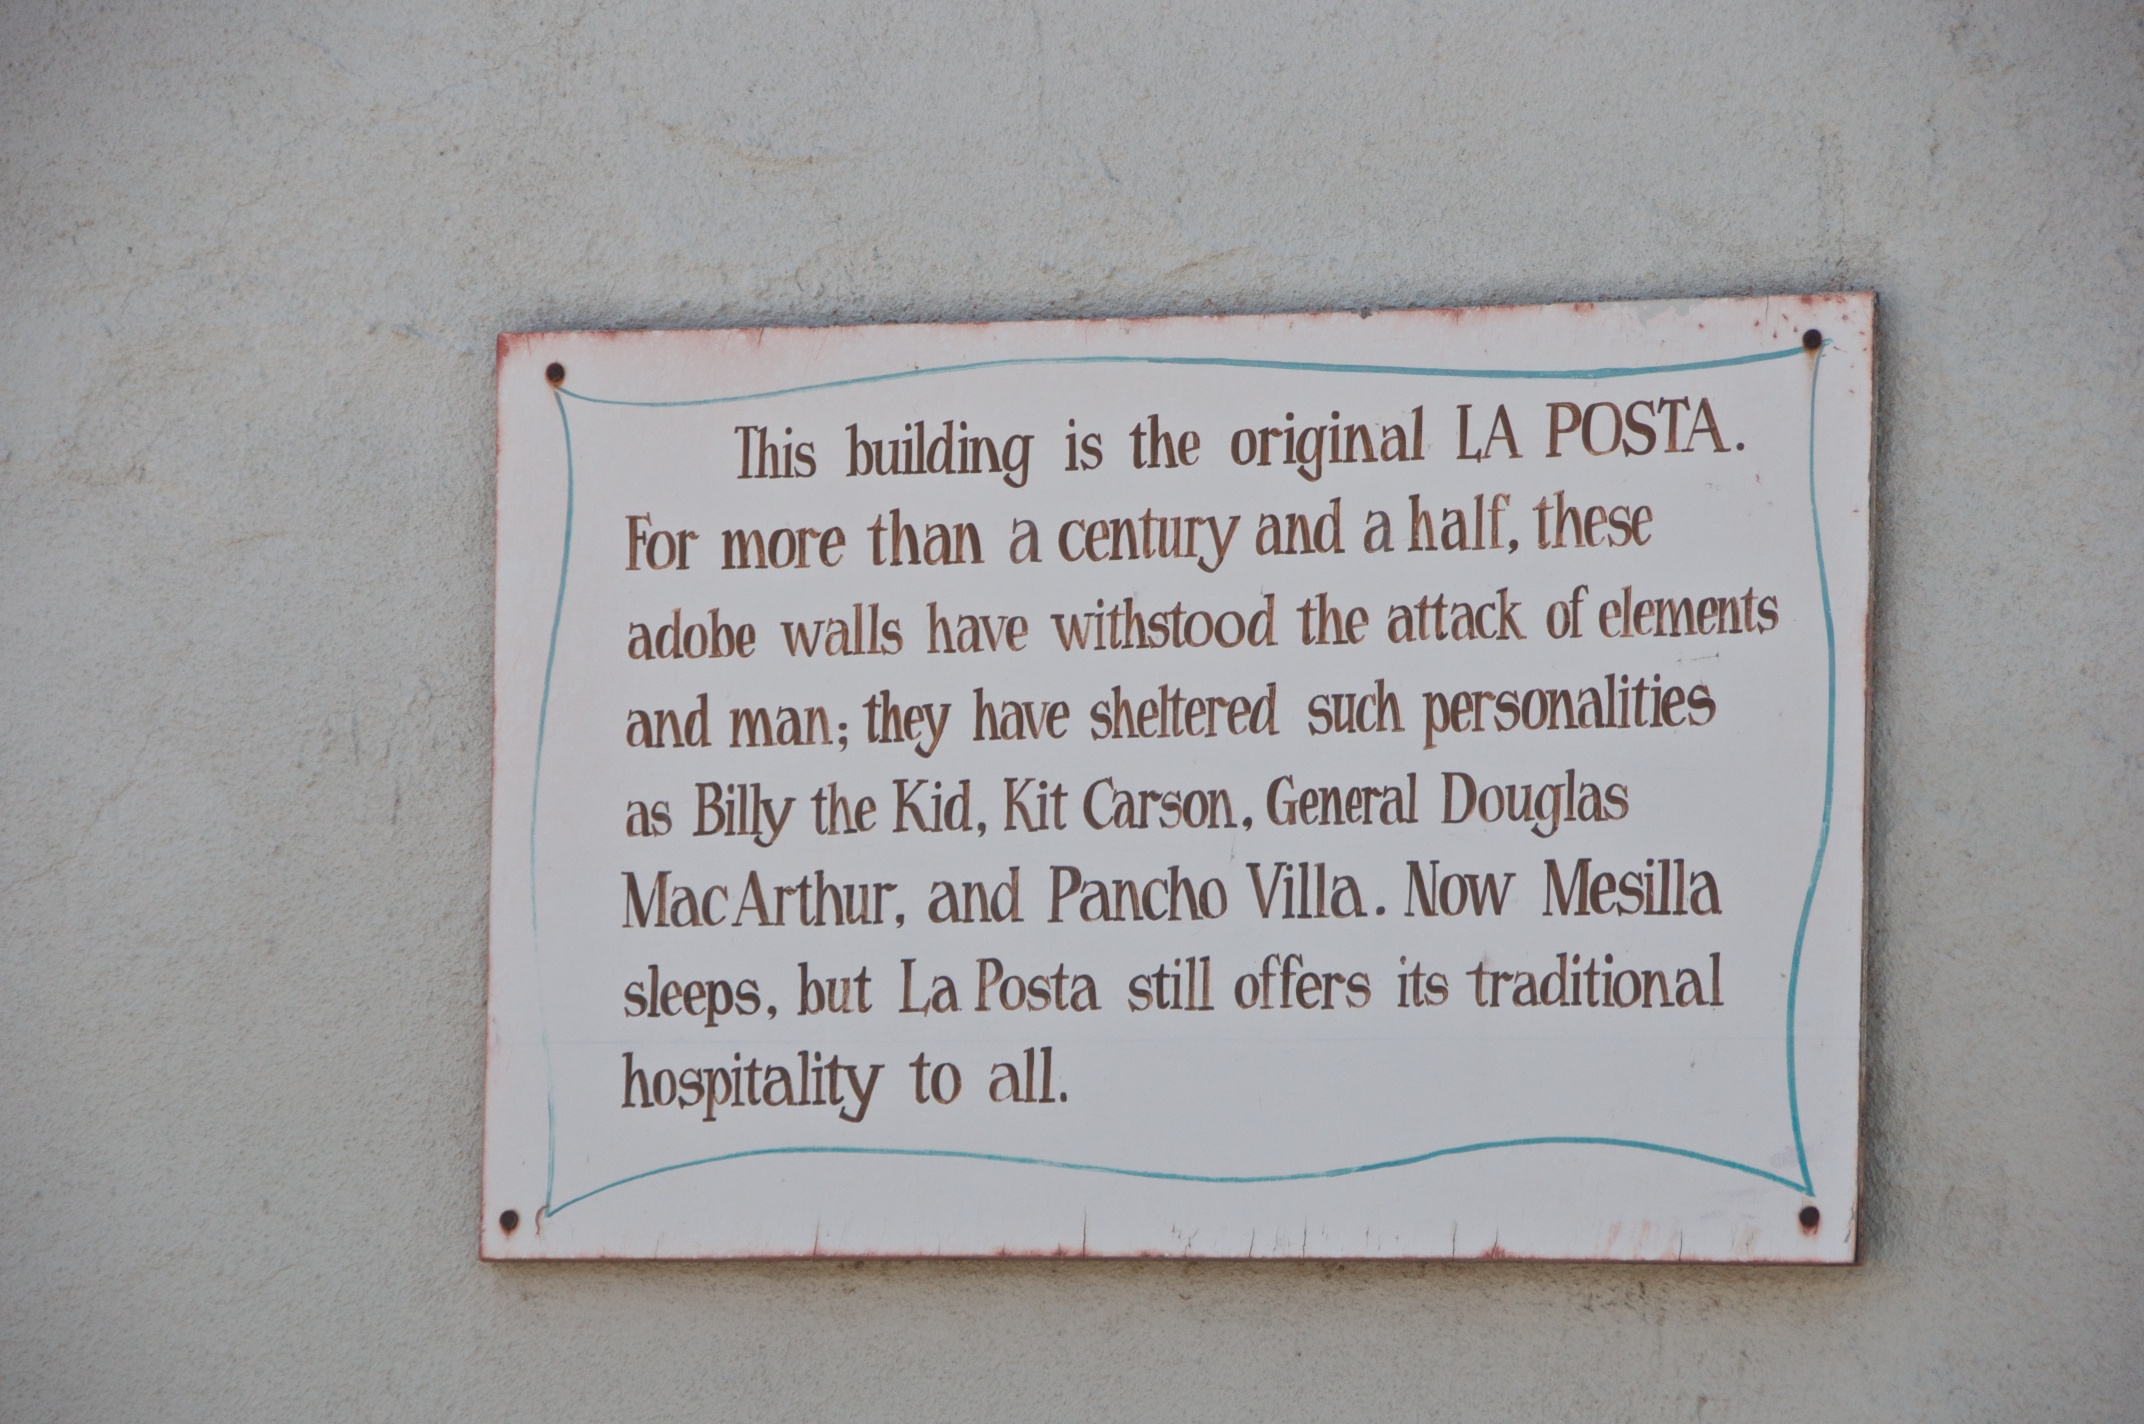 This building is the original LA POSTA.
For more than a century and a half, these
adobe walls have withstood the attack of elements
and man; they have sheltered such personalities
as Billy the Kid, Kit Carson, General Douglas
MacArthur, and Pancho Villa. Now Mesilla
sleeps, but La Posta still offers its traditional
hospitality to all.